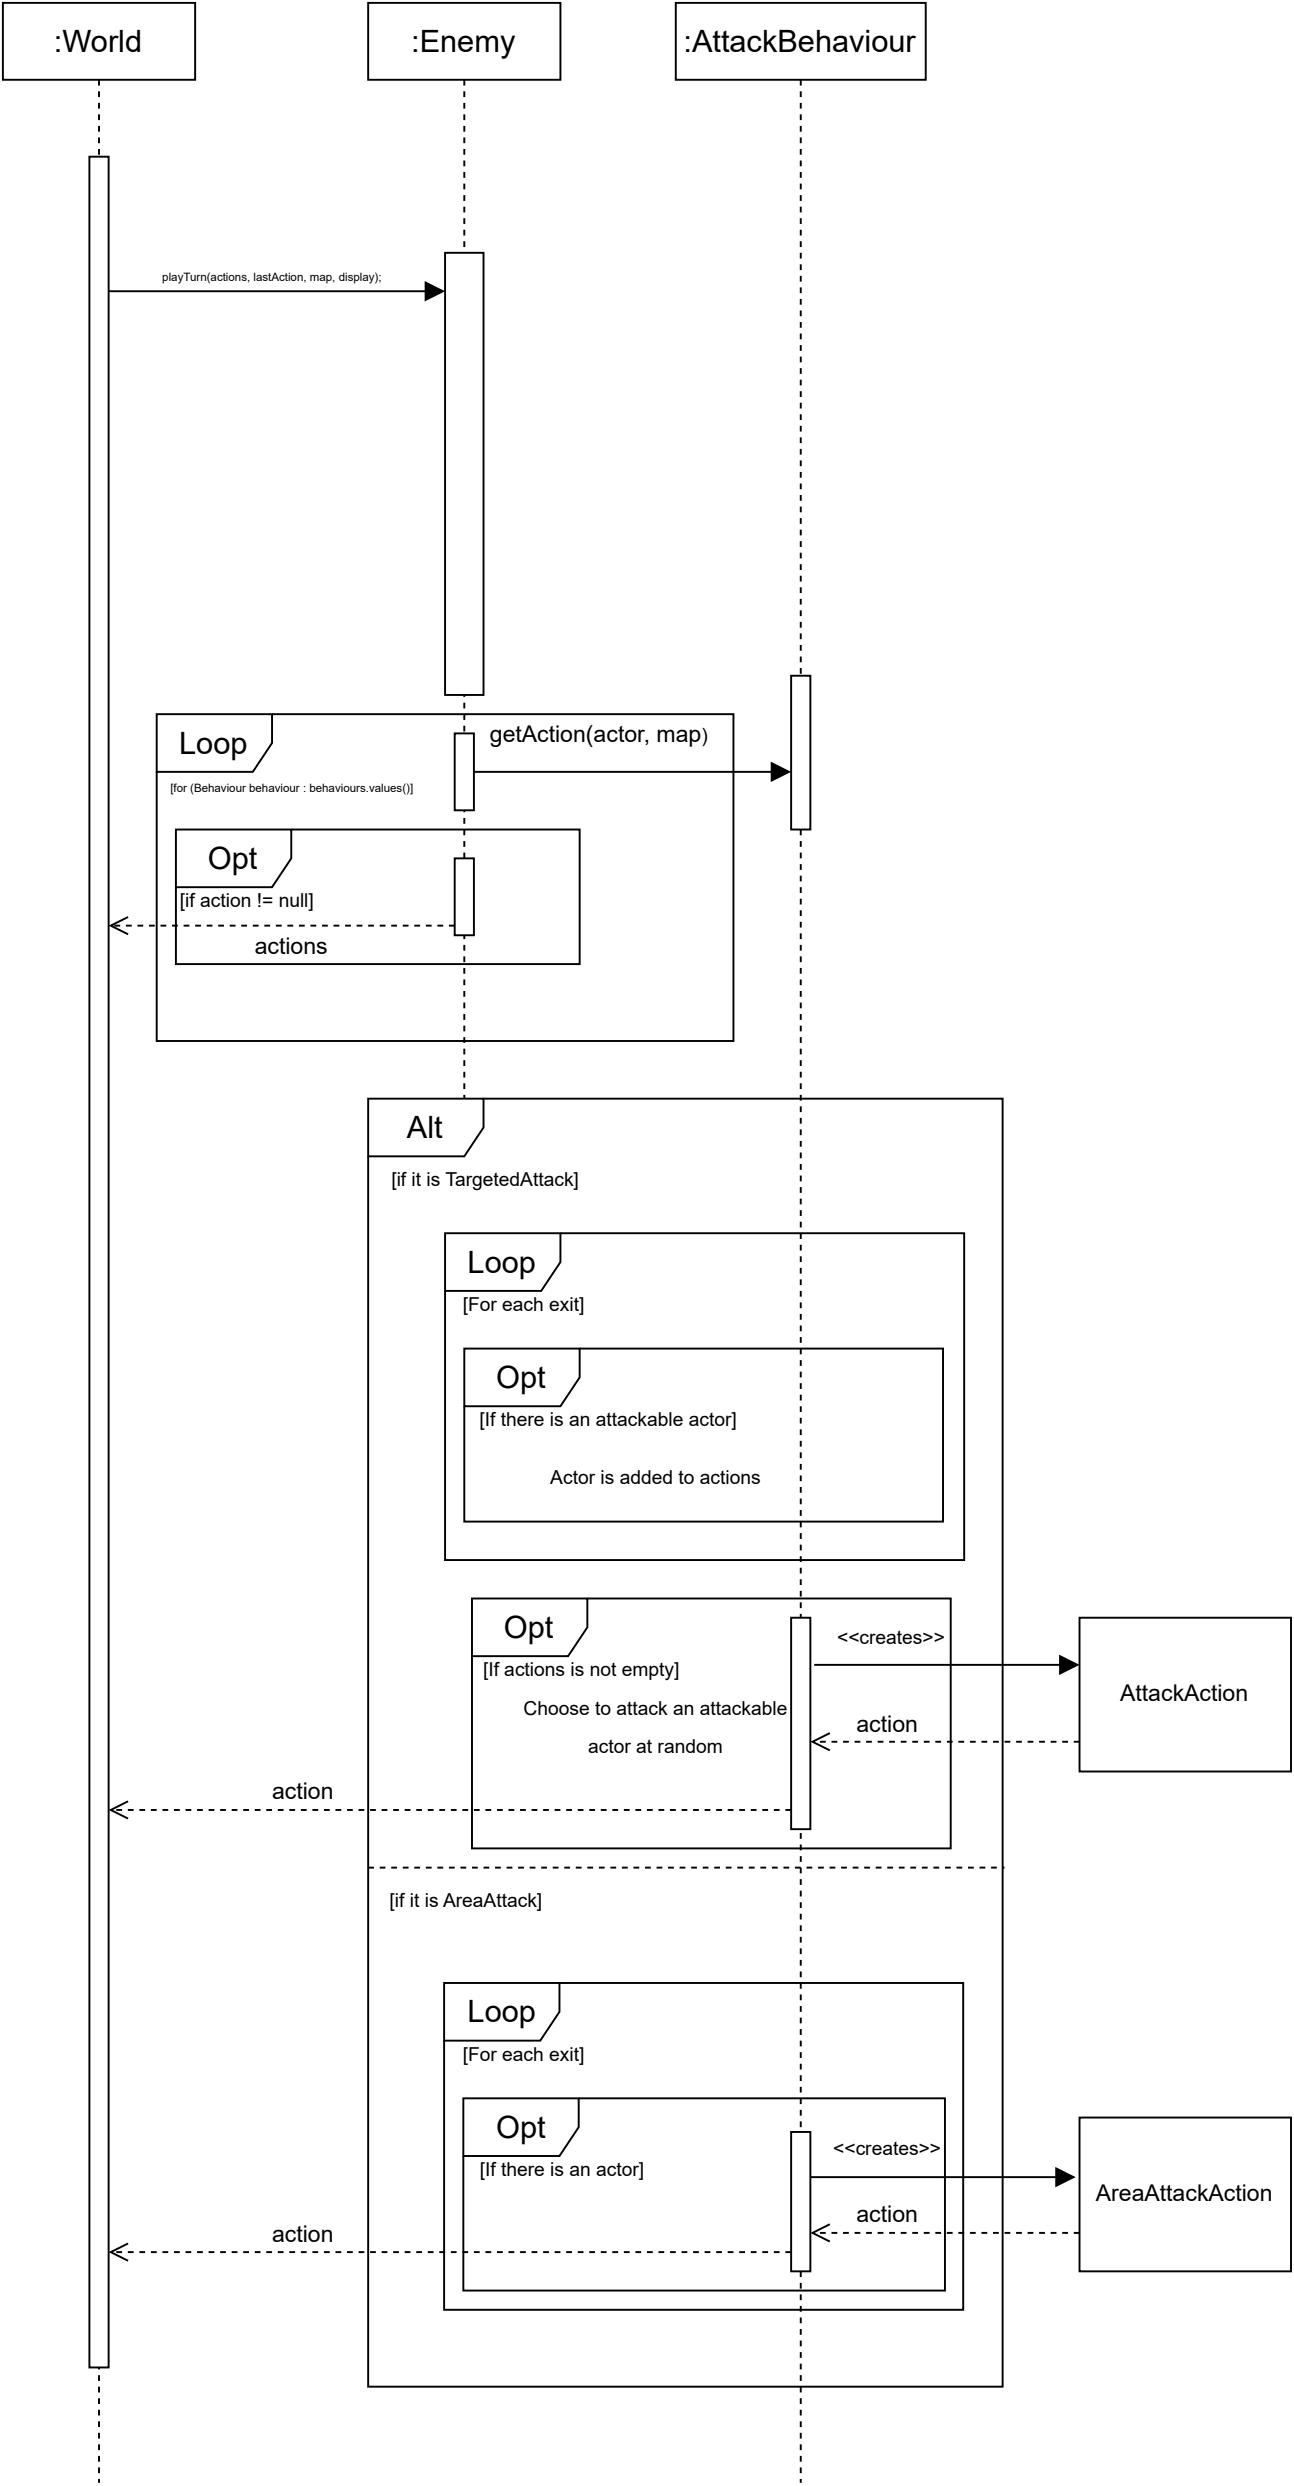 :World
:Enemy
:AttackBehaviour
playTurn(actions, lastAction, map, display);
Loop
getAction(actor, map)
[for (Behaviour behaviour : behaviours.values()]
Opt
[if action != null]
actions
Alt
[if it is TargetedAttack]
Loop
[For each exit]
Opt
[If there is an attackable actor]
Actor is added to actions
Opt
<<creates>>
[If actions is not empty]
AttackAction
Choose to attack an attackable
action
actor at random
action
[if it is AreaAttack]
Loop
[For each exit]
Opt
<<creates>>
[If there is an actor]
AreaAttackAction
action
action